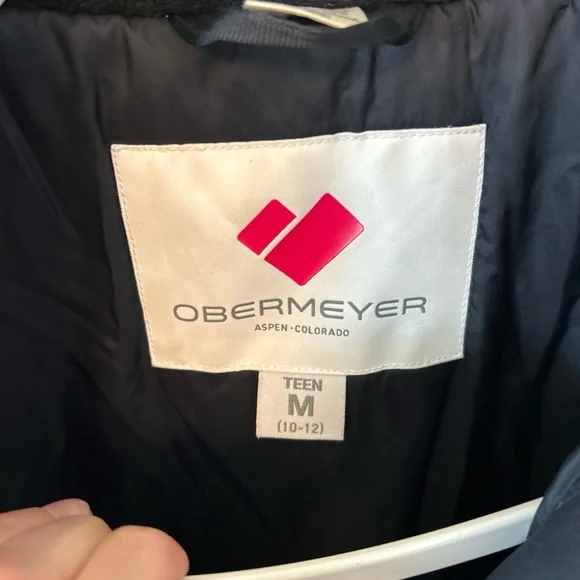 OBERMEYER
ASPEN•COLORADO
TEEN
M
(10-12)